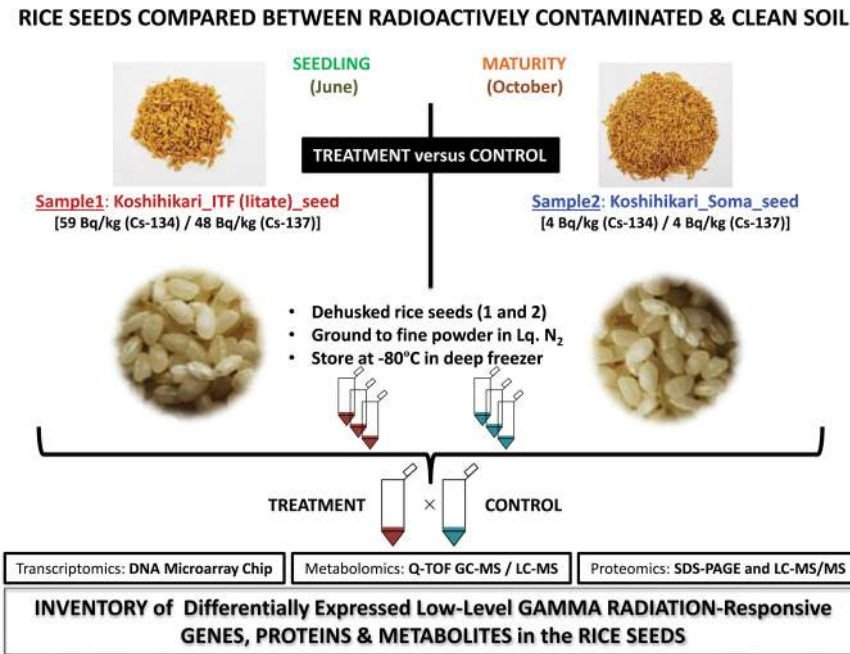 RICE SEEDS COMPARED BETWEEN RADIOACTIVELY CONTAMINATED & CLEAN SOIL
SEEDLING
(June)
MATURITY
(October)
TREATMENT versus CONTROL
Sample1: Koshihikari_ITF (Iitate)_seed
[59 Bq/kg (Cs-134) / 48 Bq/kg (Cs-137)]
Sample2: Koshihikari_Soma_seed
[4 Bq/kg (Cs-134) / 4 Bq/kg (Cs-137)]
• Dehusked rice seeds (1 and 2)
• Ground to fine powder in Lq. N₂
• Store at -80°C in deep freezer
TREATMENT × CONTROL
Transcriptomics: DNA Microarray Chip
Metabolomics: Q-TOF GC-MS / LC-MS
Proteomics: SDS-PAGE and LC-MS/MS
INVENTORY of Differentially Expressed Low-Level GAMMA RADIATION-Responsive
GENES, PROTEINS & METABOLITES in the RICE SEEDS